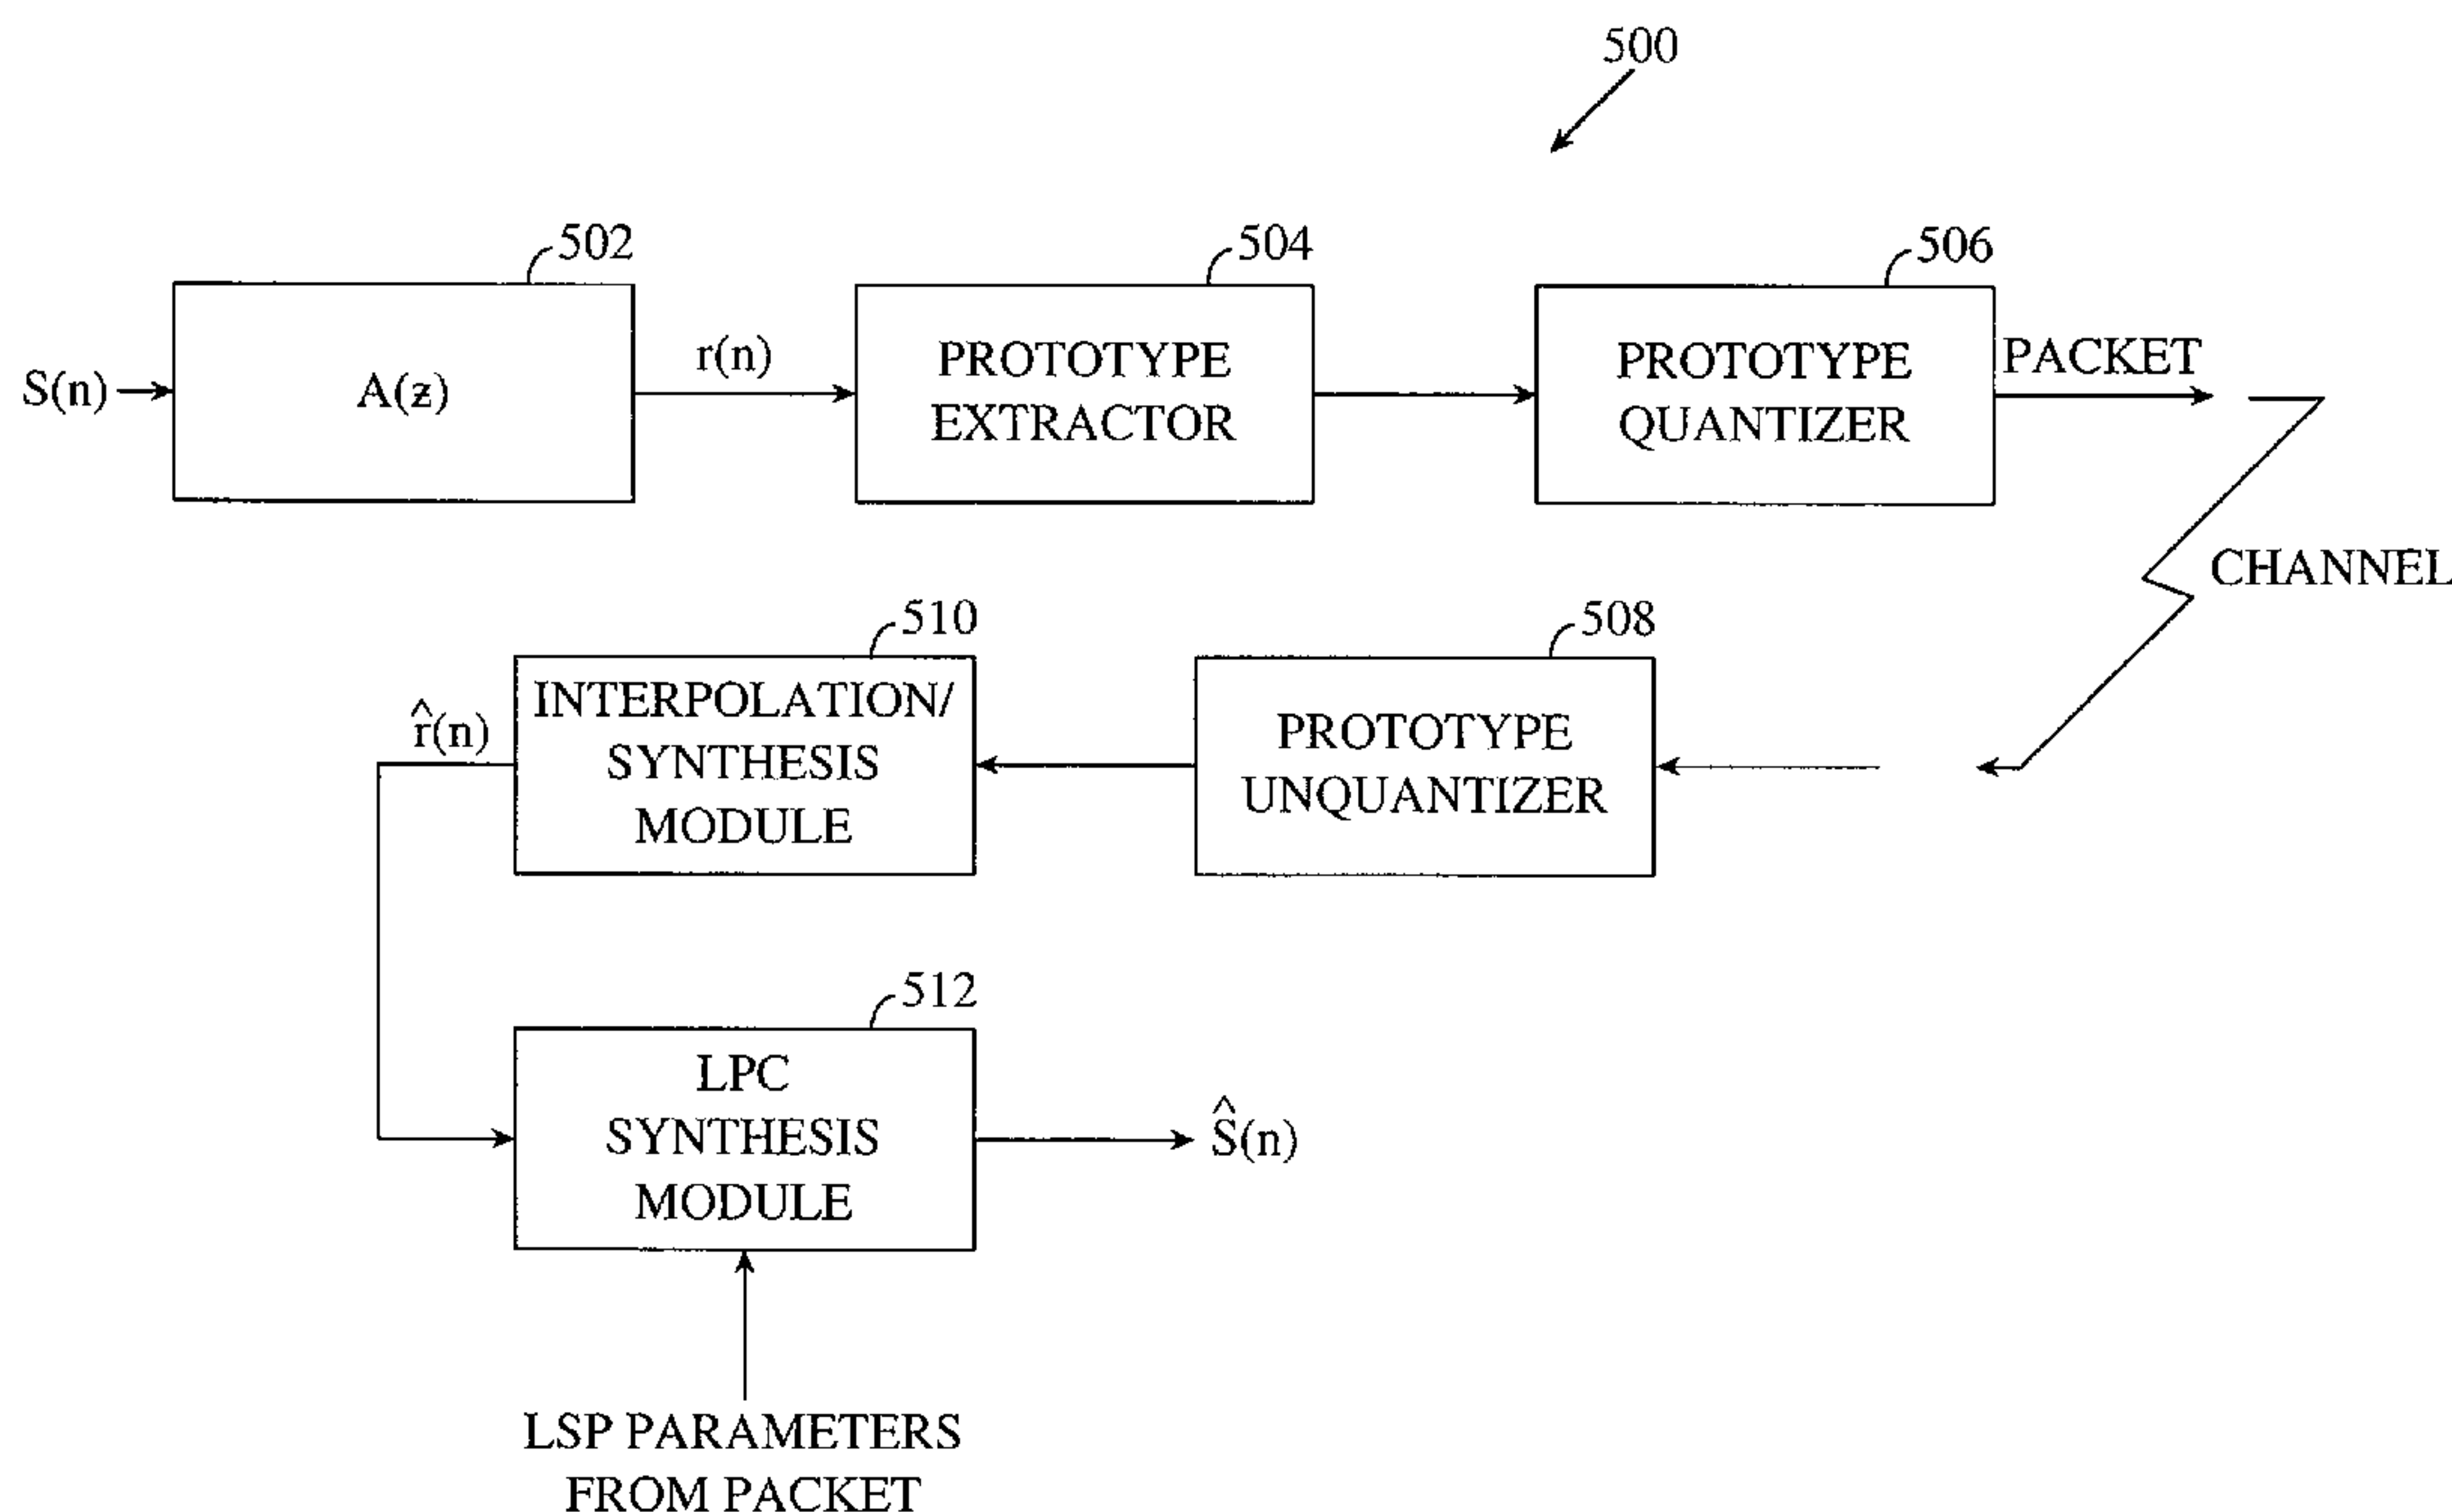 500
502
504
506
S(n)
A(z)
r(n)
PROTOTYPE
EXTRACTOR
PROTOTYPE
QUANTIZER
PACKET
CHANNEL
510
508
r̂(n)
INTERPOLATION/
SYNTHESIS
MODULE
PROTOTYPE
UNQUANTIZER
512
LPC
SYNTHESIS
MODULE
Ŝ(n)
LSP PARAMETERS
FROM PACKET